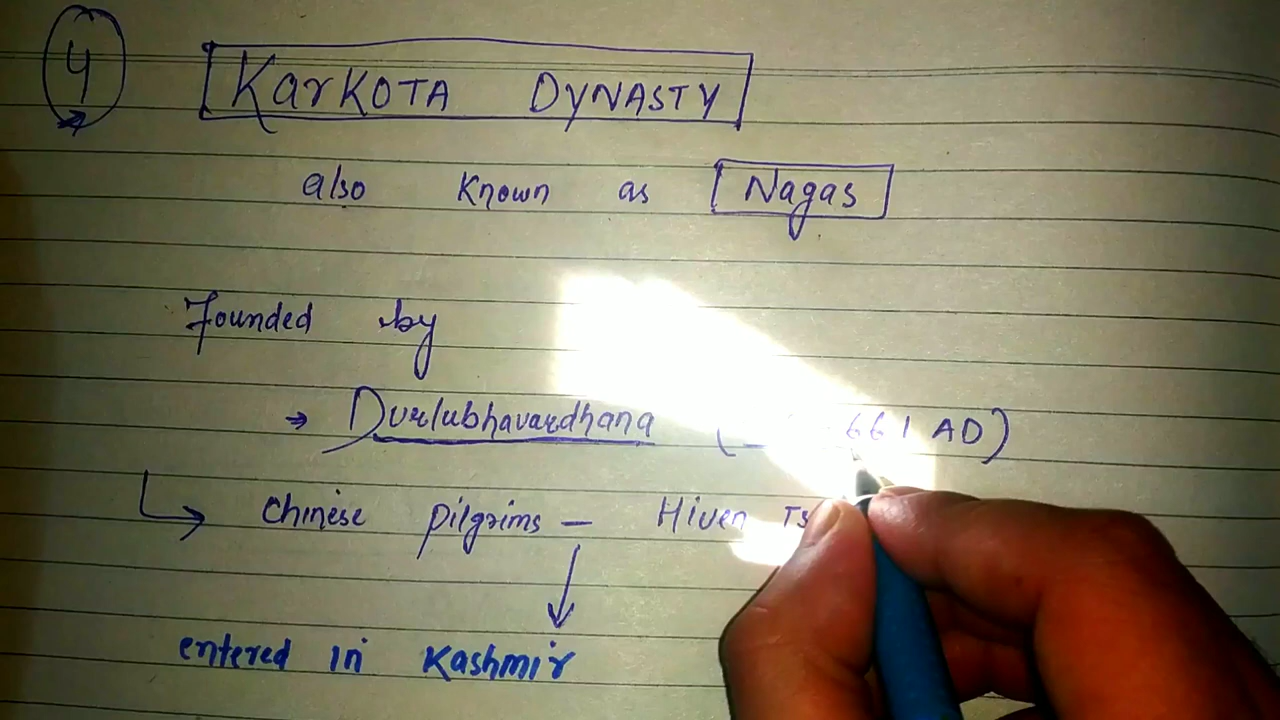 4
KarKOTA DYNASTY
also Known as Nagas
Founded by
→ Durlubhavardhana ( 661 AD)
↳ Chinese pilgrims — Hiuen Ts
↓
entered in Kashmir